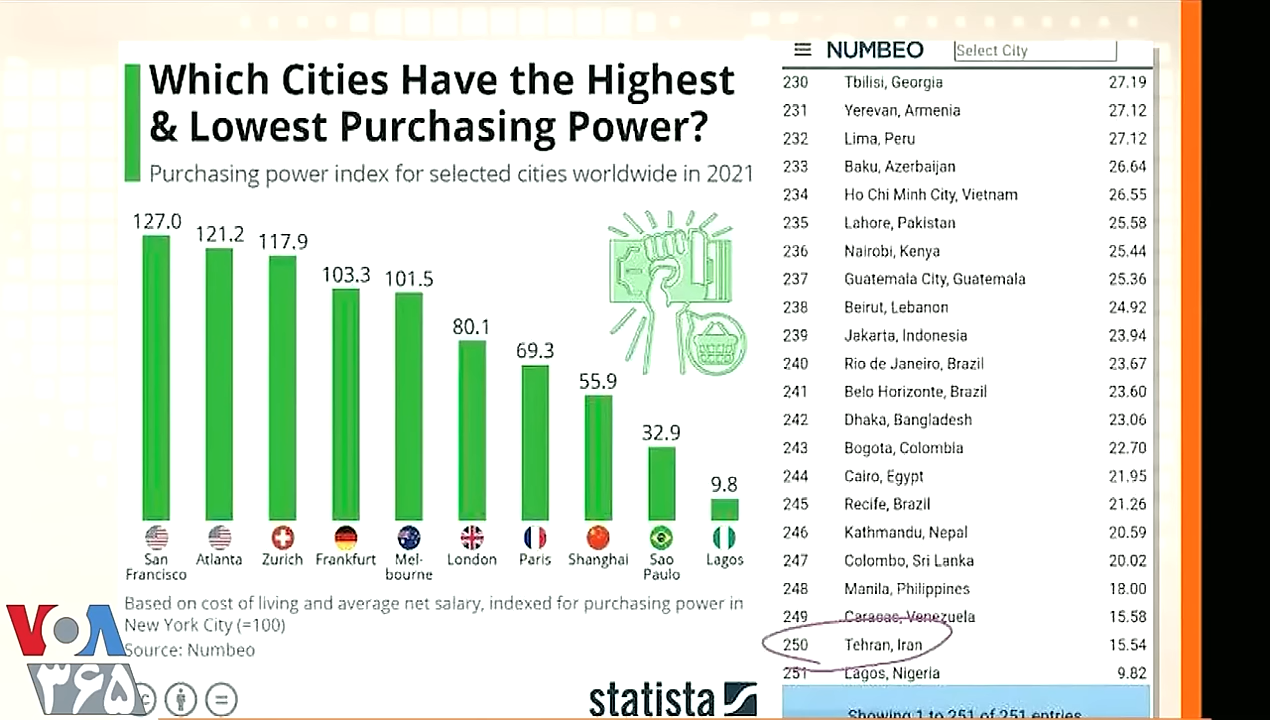 Which Cities Have the Highest
& Lowest Purchasing Power?
Purchasing power index for selected cities worldwide in 2021
127.0
121.2
117.9
103.3
101.5
80.1
69.3
55.9
32.9
9.8
San Francisco
Atlanta
Zurich
Frankfurt
Mel-
bourne
London
Paris
Shanghai
Sao Paulo
Lagos
Based on cost of living and average net salary, indexed for purchasing power in
New York City (=100)
Source: Numbeo
statista
VOA
۳۶۵
NUMBEO Select City
230 Tbilisi, Georgia 27.19
231 Yerevan, Armenia 27.12
232 Lima, Peru 27.12
233 Baku, Azerbaijan 26.64
234 Ho Chi Minh City, Vietnam 26.55
235 Lahore, Pakistan 25.58
236 Nairobi, Kenya 25.44
237 Guatemala City, Guatemala 25.36
238 Beirut, Lebanon 24.92
239 Jakarta, Indonesia 23.94
240 Rio de Janeiro, Brazil 23.67
241 Belo Horizonte, Brazil 23.60
242 Dhaka, Bangladesh 23.06
243 Bogota, Colombia 22.70
244 Cairo, Egypt 21.95
245 Recife, Brazil 21.26
246 Kathmandu, Nepal 20.59
247 Colombo, Sri Lanka 20.02
248 Manila, Philippines 18.00
249 Caracas, Venezuela 15.58
250 Tehran, Iran 15.54
251 Lagos, Nigeria 9.82
Showing 1 to 251 of 251 entries